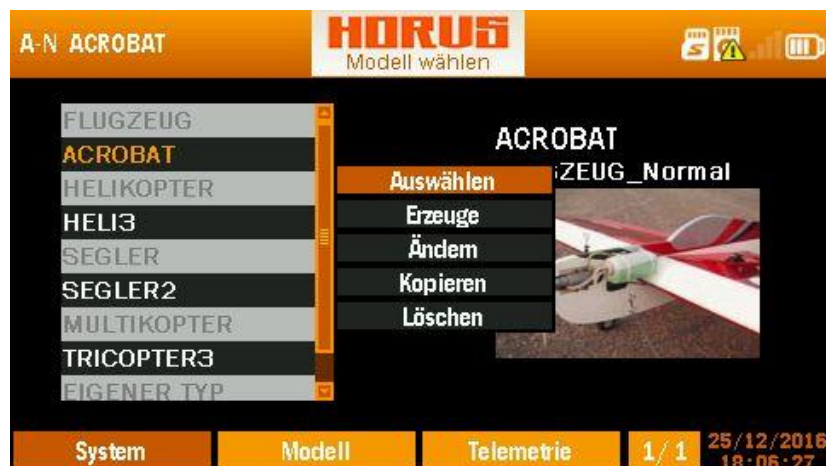 A-N ACROBAT
HORUS
Modell wählen
FLUGZEUG
ACROBAT
HELIKOPTER
HELI3
SEGLER
SEGLER2
MULTIKOPTER
TRICOPTER3
EIGENER TYP
ACROBAT
ZEUG_Normal
Auswählen
Erzeuge
Ändern
Kopieren
Löschen
System
Modell
Telemetrie
1/1
25/12/2016
18:06:27